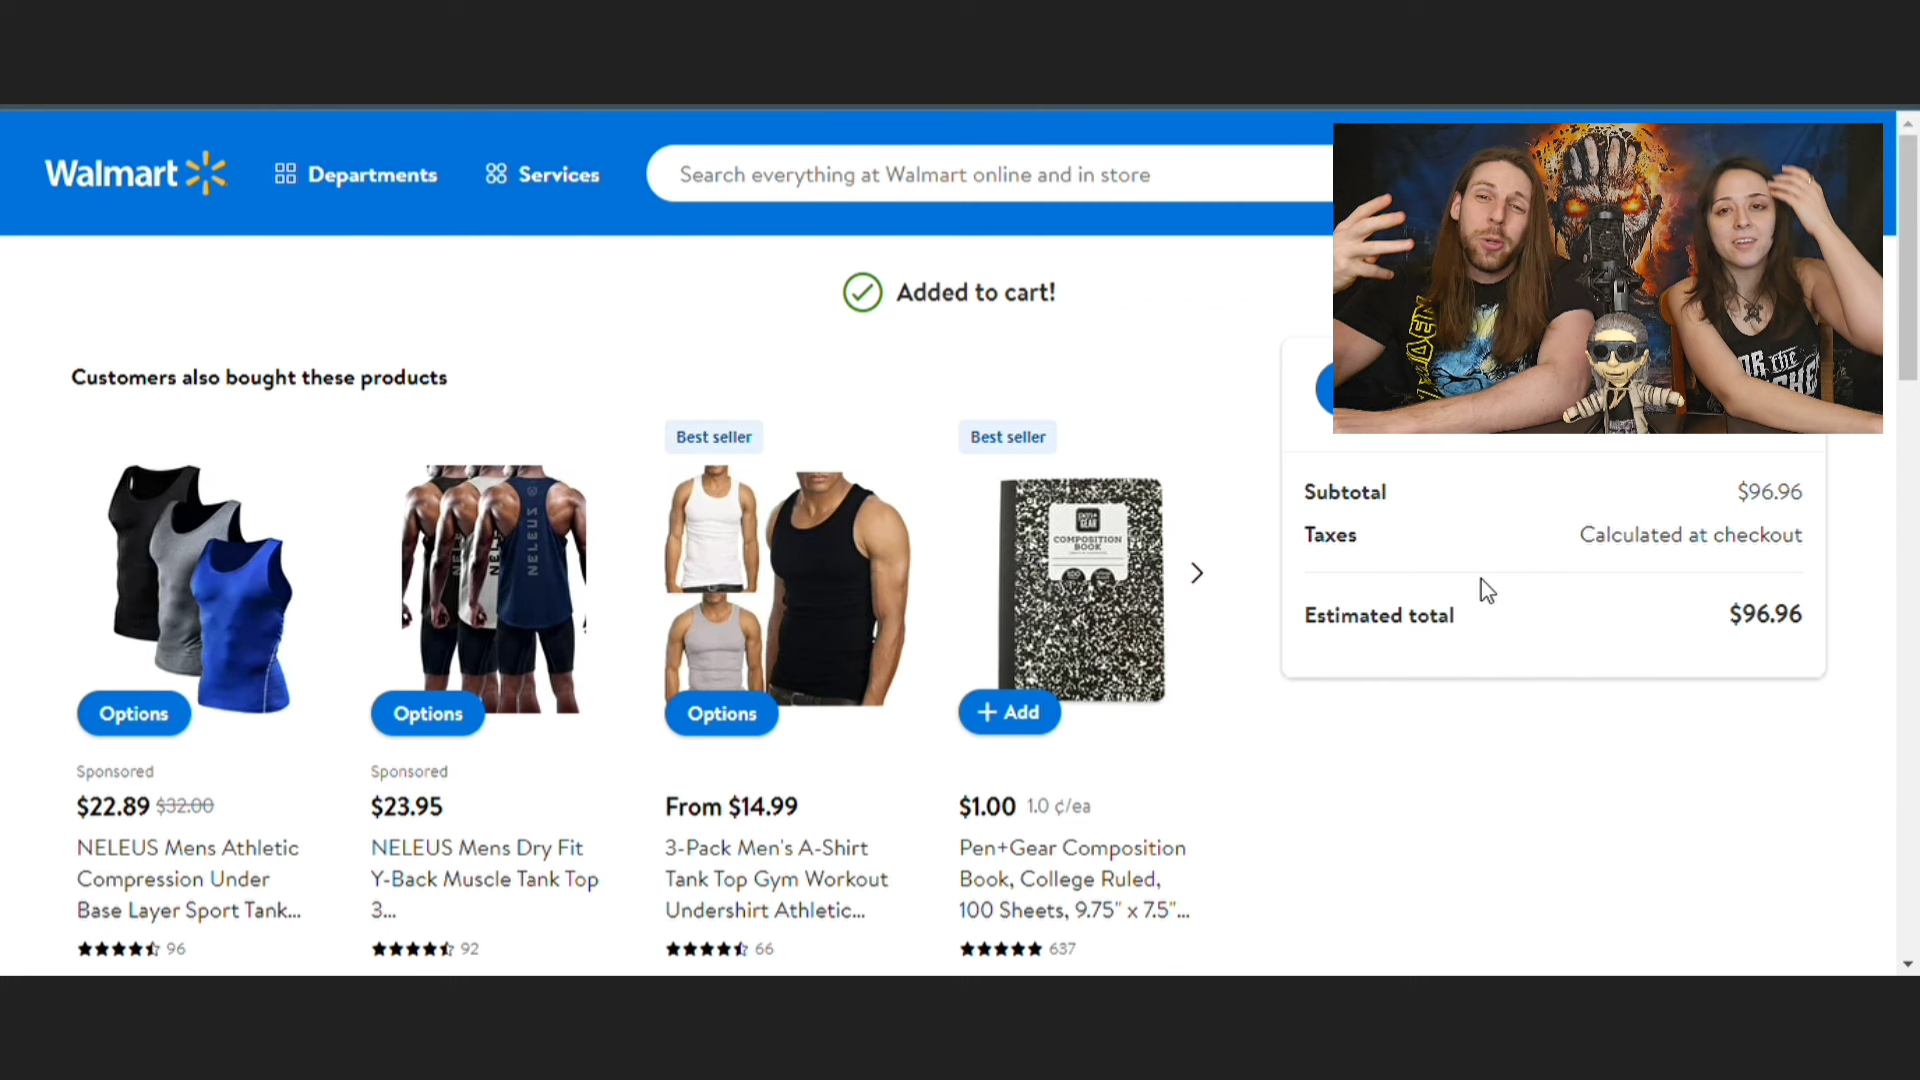 Walmart
Departments
Services
Search everything at Walmart online and in store
Added to cart!
Customers also bought these products
Best seller
Best seller
NELEUS
COMPOSITION
BOOK
Options
Options
Options
+ Add
Sponsored
Sponsored
$22.89 $32.00
$23.95
From $14.99
$1.00 1.0 ¢/ea
NELEUS Mens Athletic
Compression Under
Base Layer Sport Tank...
NELEUS Mens Dry Fit
Y-Back Muscle Tank Top
3...
3-Pack Men's A-Shirt
Tank Top Gym Workout
Undershirt Athletic...
Pen+Gear Composition
Book, College Ruled,
100 Sheets, 9.75" x 7.5"...
96
92
66
637
Subtotal $96.96
Taxes Calculated at checkout
Estimated total $96.96